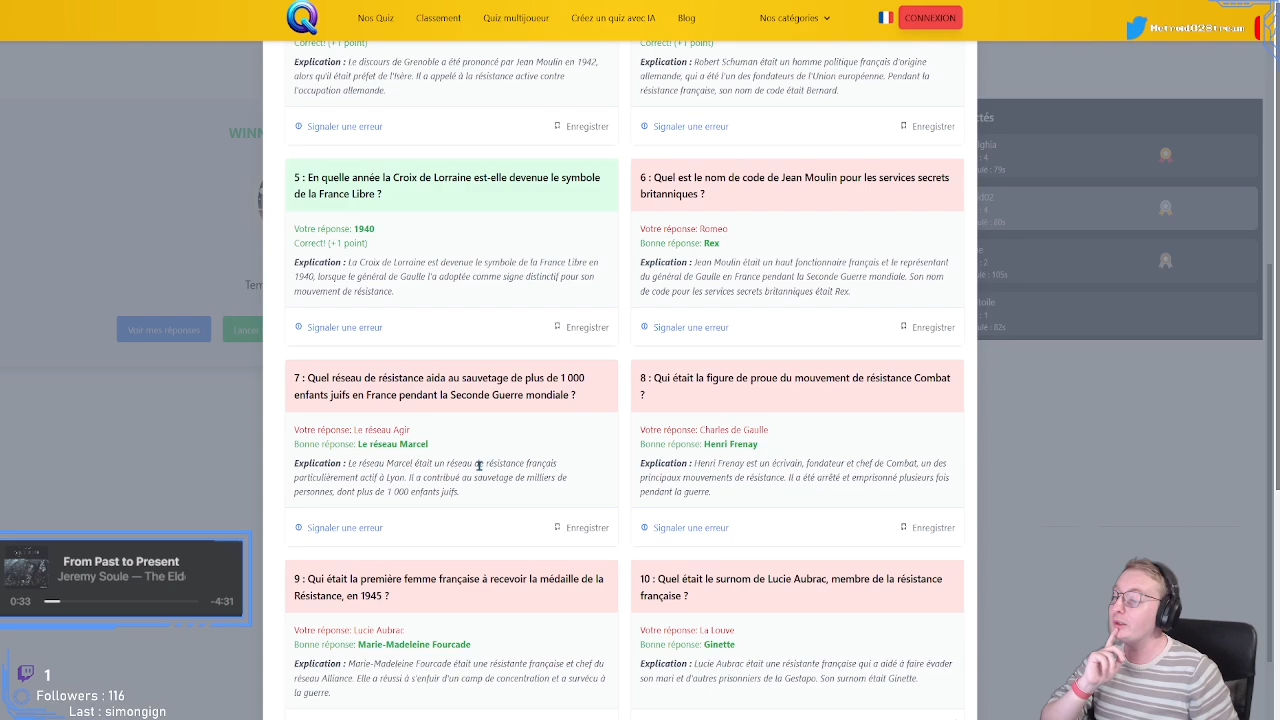 Nos Quiz
Classement
Quiz multijoueur
Créez un quiz avec IA
Blog
Nos catégories
CONNEXION
Correct! (+1 point)
Explication : Le discours de Grenoble a été prononcé par Jean Moulin en 1942,
alors qu'il était préfet de l'Isère. Il a appelé à la résistance active contre
l'occupation allemande.
Signaler une erreur
Enregistrer
Correct! (+1 point)
Explication : Robert Schuman était un homme politique français d'origine
allemande, qui a été l'un des fondateurs de l'Union européenne. Pendant la
résistance française, son nom de code était Bernard.
Signaler une erreur
Enregistrer
5 : En quelle année la Croix de Lorraine est-elle devenue le symbole
de la France Libre ?
Votre réponse: 1940
Correct! (+1 point)
Explication : La Croix de Lorraine est devenue le symbole de la France Libre en
1940, lorsque le général de Gaulle l'a adoptée comme signe distinctif pour son
mouvement de résistance.
Signaler une erreur
Enregistrer
6 : Quel est le nom de code de Jean Moulin pour les services secrets
britanniques ?
Votre réponse: Romeo
Bonne réponse: Rex
Explication : Jean Moulin était un haut fonctionnaire français et le représentant
du général de Gaulle en France pendant la Seconde Guerre mondiale. Son nom
de code pour les services secrets britanniques était Rex.
Signaler une erreur
Enregistrer
7 : Quel réseau de résistance aida au sauvetage de plus de 1 000
enfants juifs en France pendant la Seconde Guerre mondiale ?
Votre réponse: Le réseau Agir
Bonne réponse: Le réseau Marcel
Explication : Le réseau Marcel était un réseau de résistance français
particulièrement actif à Lyon. Il a contribué au sauvetage de milliers de
personnes, dont plus de 1 000 enfants juifs.
Signaler une erreur
Enregistrer
8 : Qui était la figure de proue du mouvement de résistance Combat
?
Votre réponse: Charles de Gaulle
Bonne réponse: Henri Frenay
Explication : Henri Frenay est un écrivain, fondateur et chef de Combat, un des
principaux mouvements de résistance. Il a été arrêté et emprisonné plusieurs fois
pendant la guerre.
Signaler une erreur
Enregistrer
9 : Qui était la première femme française à recevoir la médaille de la
Résistance, en 1945 ?
Votre réponse: Lucie Aubrac
Bonne réponse: Marie-Madeleine Fourcade
Explication : Marie-Madeleine Fourcade était une résistante française et chef du
réseau Alliance. Elle a réussi à s'enfuir d'un camp de concentration et a survécu à
la guerre.
10 : Quel était le surnom de Lucie Aubrac, membre de la résistance
française ?
Votre réponse: La Louve
Bonne réponse: Ginette
Explication : Lucie Aubrac était une résistante française qui a aidé à faire évader
son mari et d'autres prisonniers de la Gestapo. Son surnom était Ginette.
WINN
Tem
Voir mes réponses
Lancer
: 4
: 79s
: 4
: 80s
: 2
: 105s
: 1
: 82s
From Past to Present
Jeremy Soule — The Elde
0:33
-4:31
1
Followers : 116
Last : simongign